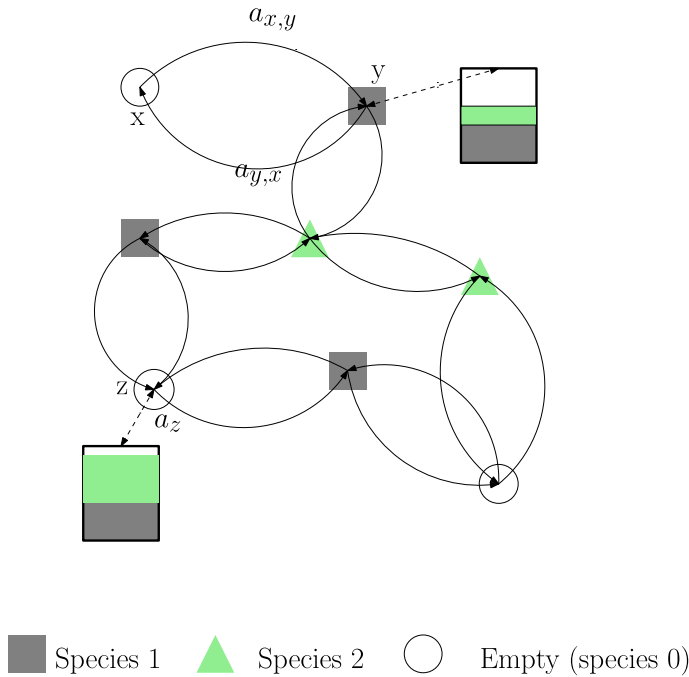 a_{x,y}
y
x
a_{y,x}
z
a_z
Species 1 Species 2 Empty (species 0)